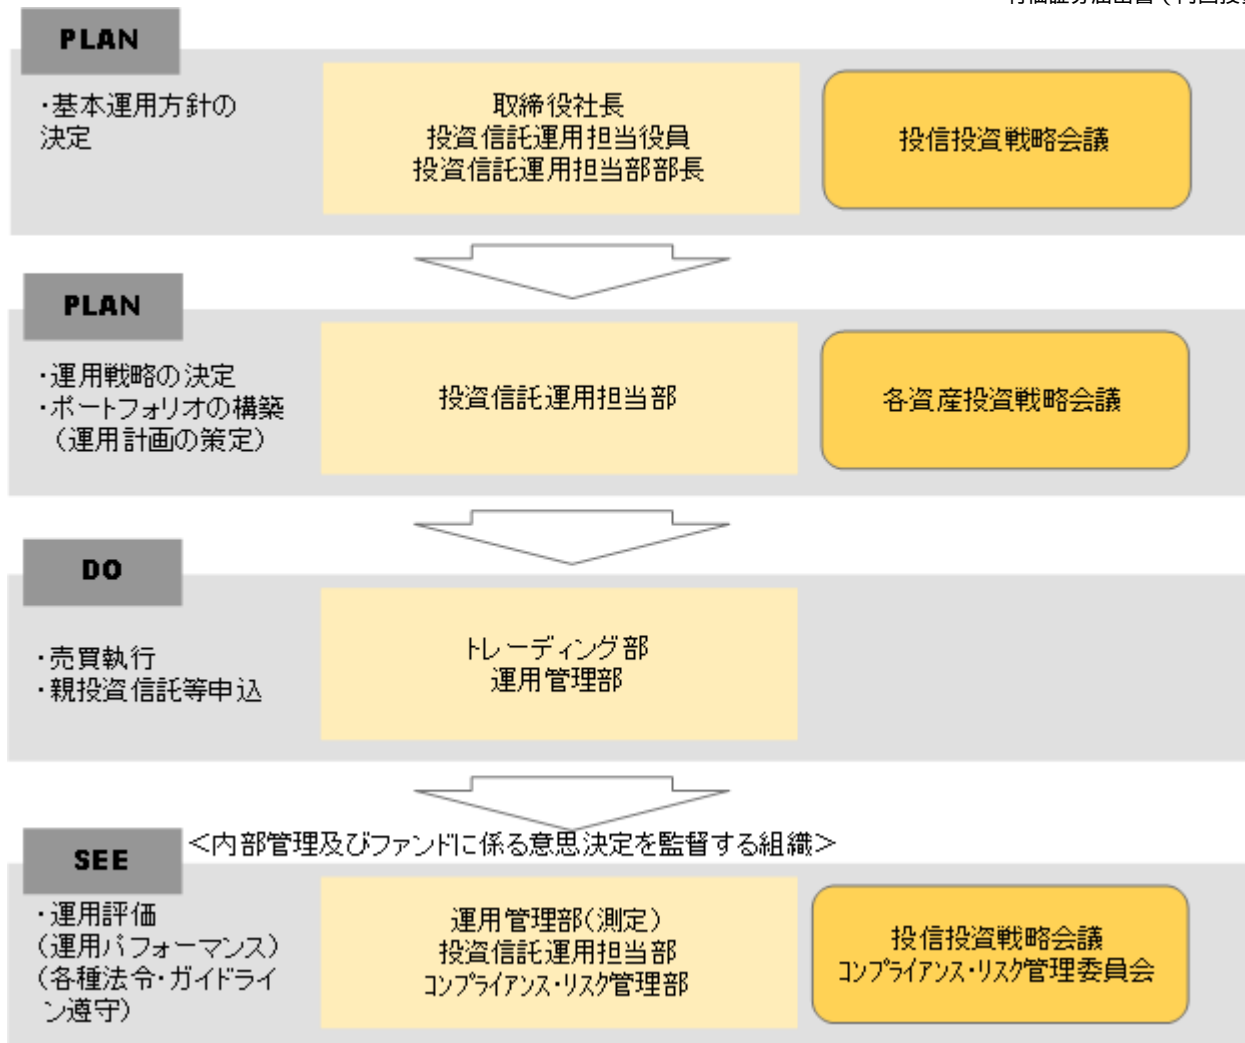 PLAN
・基本運用方針の
決定
取締役社長
投資信託運用担当役員
投資信託運用担当部部長
投信投資戦略会議
PLAN
・運用戦略の決定
・ポートフォリオの構築
（運用計画の策定）
投資信託運用担当部
各資産投資戦略会議
DO
・売買執行
・親投資信託等申込
トレーディング部
運用管理部
SEE
＜内部管理及びファンドに係る意思決定を監督する組織＞
・運用評価
（運用パフォーマンス）
（各種法令・ガイドライ
ン遵守）
運用管理部（測定）
投資信託運用担当部
コンプライアンス・リスク管理部
投信投資戦略会議
コンプライアンス・リスク管理委員会